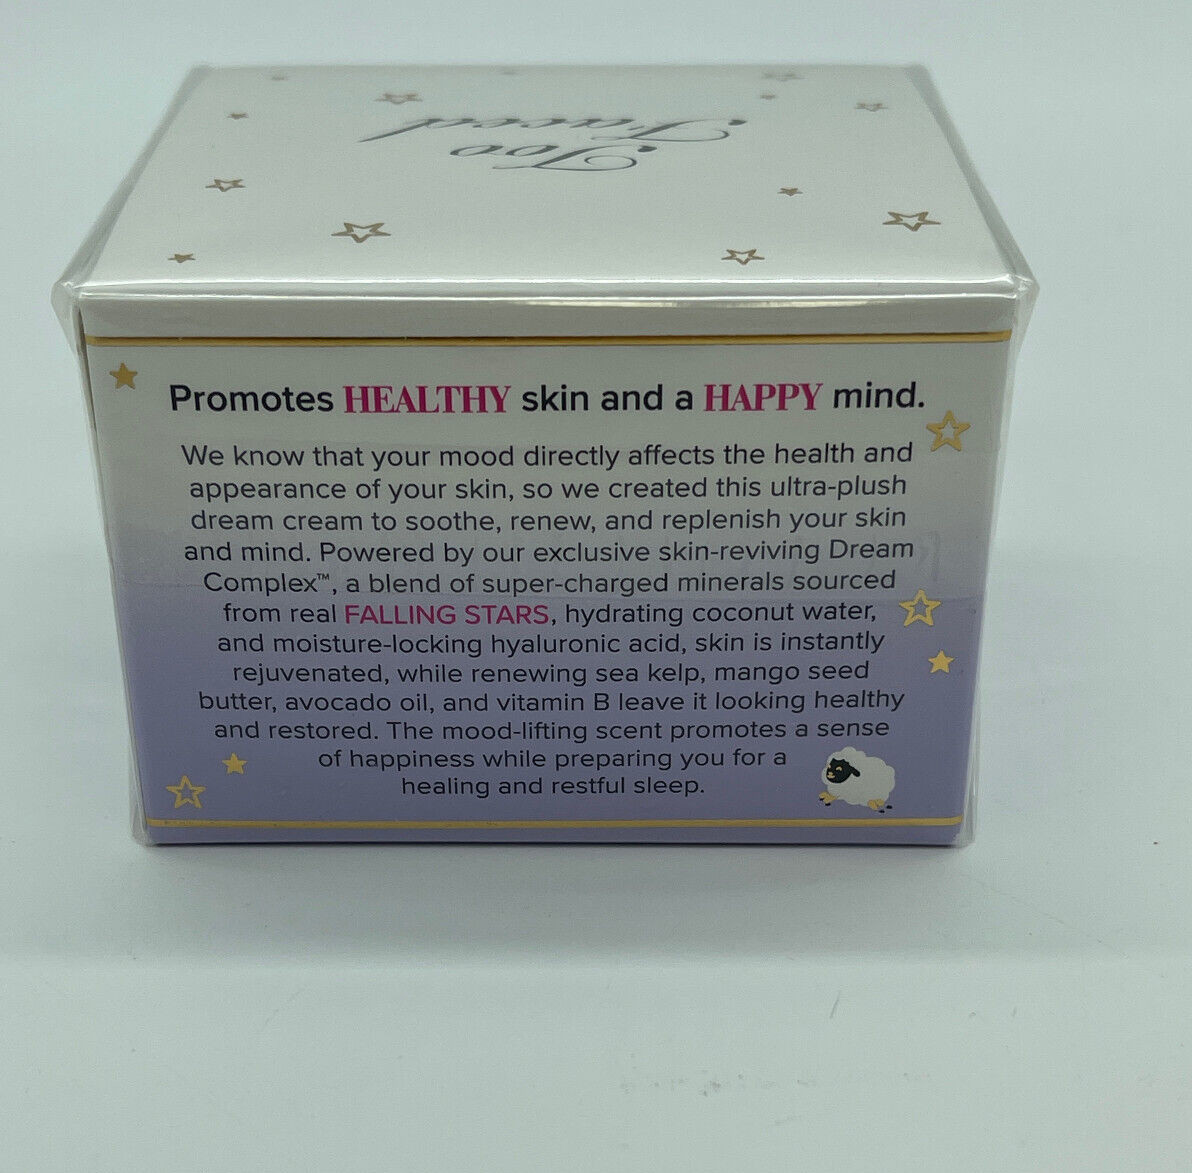 Too
Faced
Promotes HEALTHY skin and a HAPPY mind.
We know that your mood directly affects the health and
appearance of your skin, so we created this ultra-plush
dream cream to soothe, renew, and replenish your skin
and mind. Powered by our exclusive skin-reviving Dream
Complex™, a blend of super-charged minerals sourced
from real FALLING STARS, hydrating coconut water,
and moisture-locking hyaluronic acid, skin is instantly
rejuvenated, while renewing sea kelp, mango seed
butter, avocado oil, and vitamin B leave it looking healthy
and restored. The mood-lifting scent promotes a sense
of happiness while preparing you for a
healing and restful sleep.